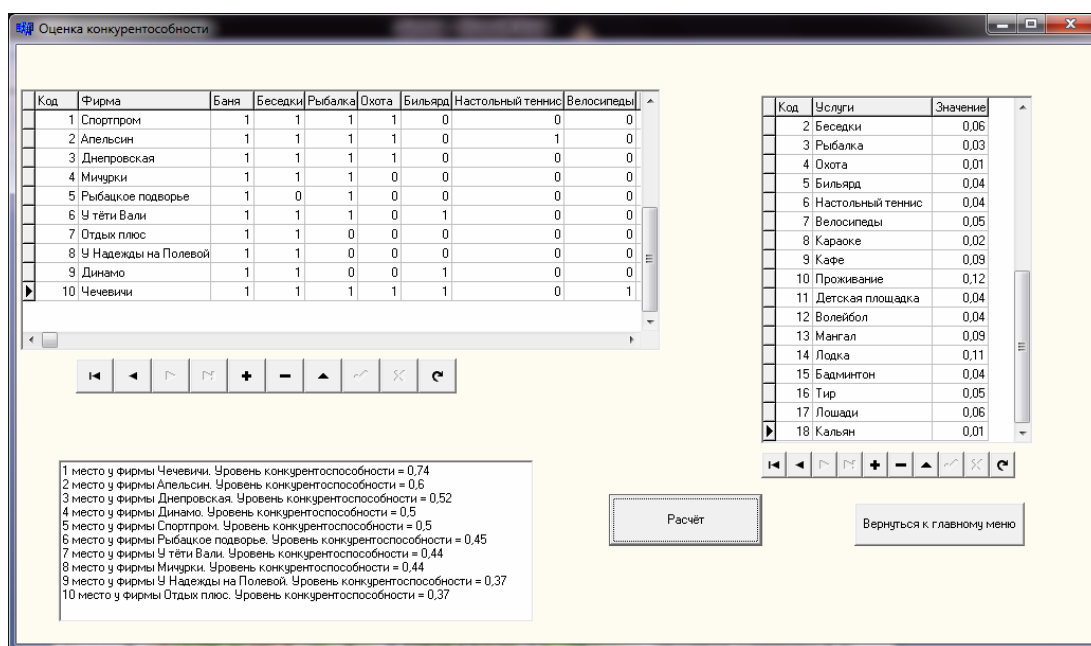 Оценка конкурентособности
Код Фирма Баня Беседки Рыбалка Охота Бильярд Настольный теннис Велосипеды
1 Спортпром 1 1 1 1 0 0 0
2 Апельсин 1 1 1 1 0 1 0
3 Днепровская 1 1 1 1 0 0 0
4 Мичурки 1 1 1 0 0 0 0
5 Рыбацкое подворье 1 0 1 0 0 0 0
6 У тёти Вали 1 1 1 0 1 0 0
7 Отдых плюс 1 1 0 0 0 0 0
8 У Надежды на Полевой 1 1 0 0 0 0 0
9 Динамо 1 1 0 0 1 0 0
10 Чечевичи 1 1 1 1 1 0 1
Код Услуги Значение
2 Беседки 0,06
3 Рыбалка 0,03
4 Охота 0,01
5 Бильярд 0,04
6 Настольный теннис 0,04
7 Велосипеды 0,05
8 Караоке 0,02
9 Кафе 0,09
10 Проживание 0,12
11 Детская площадка 0,04
12 Волейбол 0,04
13 Мангал 0,09
14 Лодка 0,11
15 Бадминтон 0,04
16 Тир 0,05
17 Лошади 0,06
18 Кальян 0,01
1 место у фирмы Чечевичи. Уровень конкурентоспособности = 0,74
2 место у фирмы Апельсин. Уровень конкурентоспособности = 0,6
3 место у фирмы Днепровская. Уровень конкурентоспособности = 0,52
4 место у фирмы Динамо. Уровень конкурентоспособности = 0,5
5 место у фирмы Спортпром. Уровень конкурентоспособности = 0,5
6 место у фирмы Рыбацкое подворье. Уровень конкурентоспособности = 0,45
7 место у фирмы У тёти Вали. Уровень конкурентоспособности = 0,44
8 место у фирмы Мичурки. Уровень конкурентоспособности = 0,44
9 место у фирмы У Надежды на Полевой. Уровень конкурентоспособности = 0,37
10 место у фирмы Отдых плюс. Уровень конкурентоспособности = 0,37
Расчёт
Вернуться к главному меню